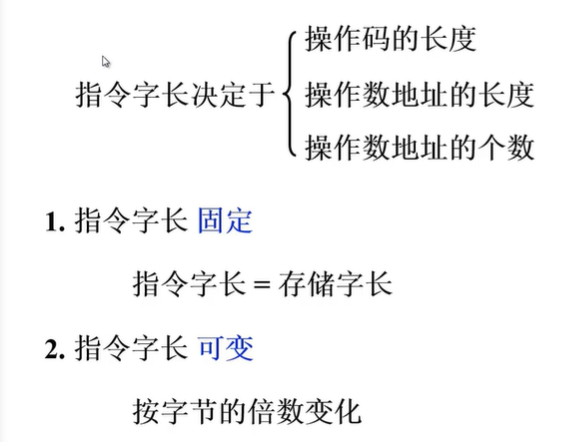 操作码的长度
指令字长决定于
操作数地址的长度
操作数地址的个数
1. 指令字长 固定
指令字长 = 存储字长
2. 指令字长 可变
按字节的倍数变化